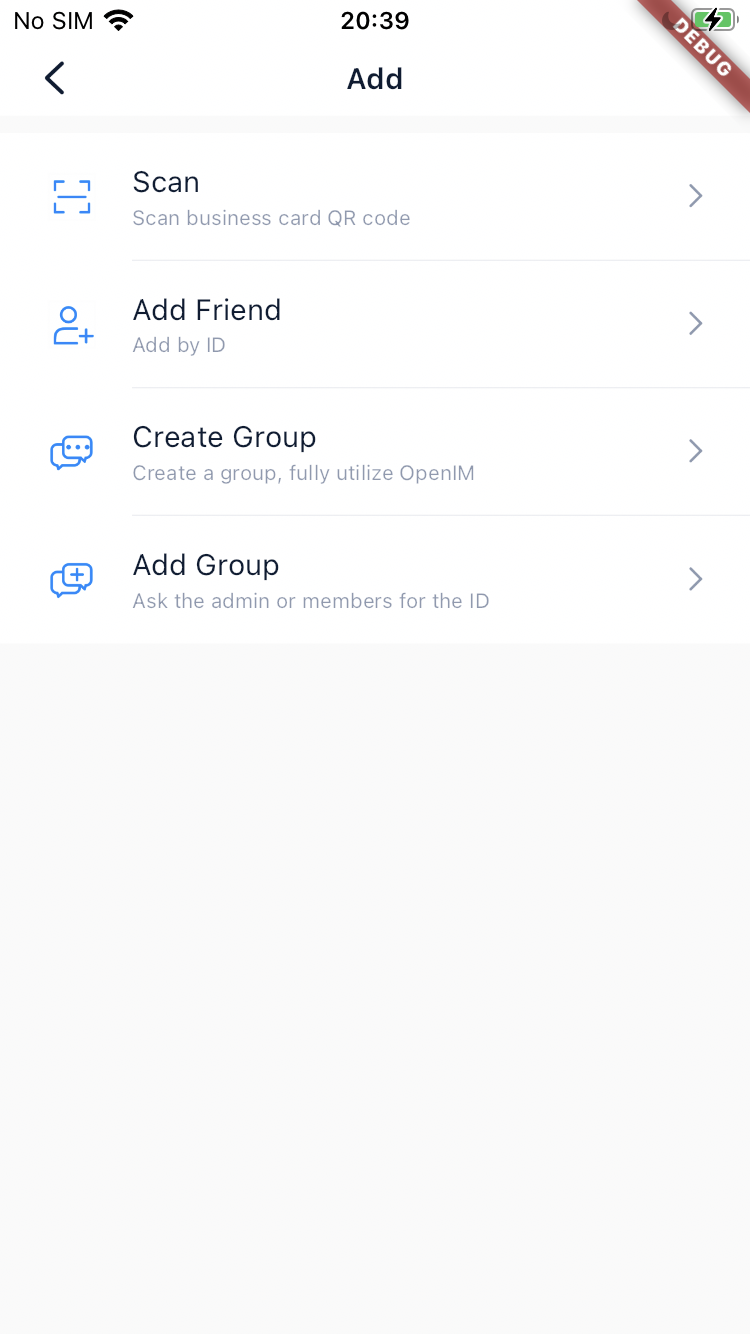 No SIM 20:39
DEBUG
Add
Scan
Scan business card QR code
Add Friend
Add by ID
Create Group
Create a group, fully utilize OpenIM
Add Group
Ask the admin or members for the ID